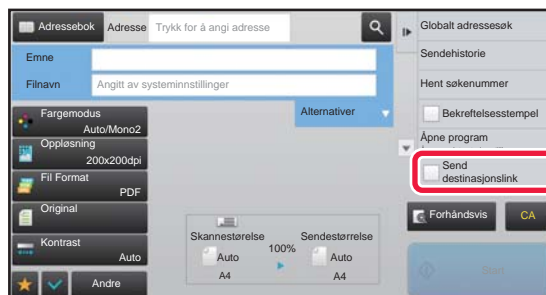 Adressebok
Adresse
Trykk for å angi adresse
Emne
Filnavn
Angitt av systeminnstillinger
Alternativer
Fargemodus
Auto/Mono2
Oppløsning
200x200dpi
Fil Format
PDF
Original
Kontrast
Auto
Andre
Skannestørelse
100%
Sendestørrelse
Auto
A4
Auto
A4
Globalt adressesøk
Sendehistorie
Hent søkenummer
Bekreftelsesstempel
Åpne program
Send
destinasjonslink
Forhåndsvis
CA
Start